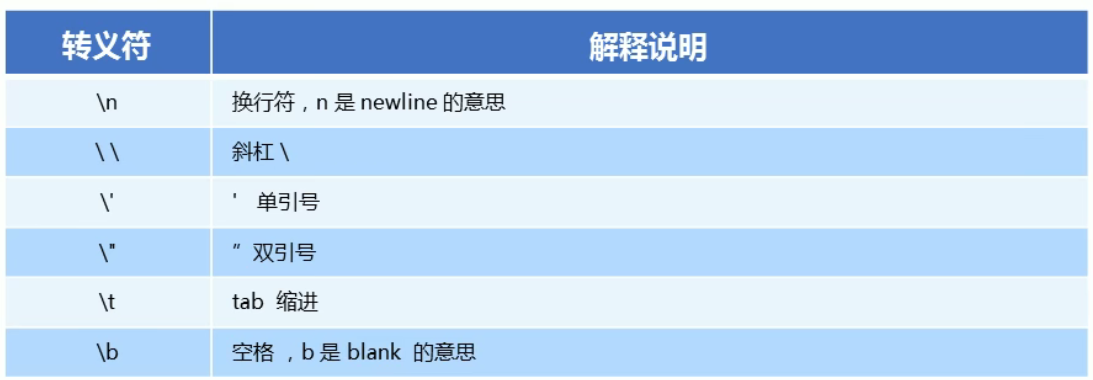 转义符 解释说明
\n 换行符，n 是 newline 的意思
\ \ 斜杠 \
\' ' 单引号
\" ” 双引号
\t tab 缩进
\b 空格 ，b 是 blank 的意思